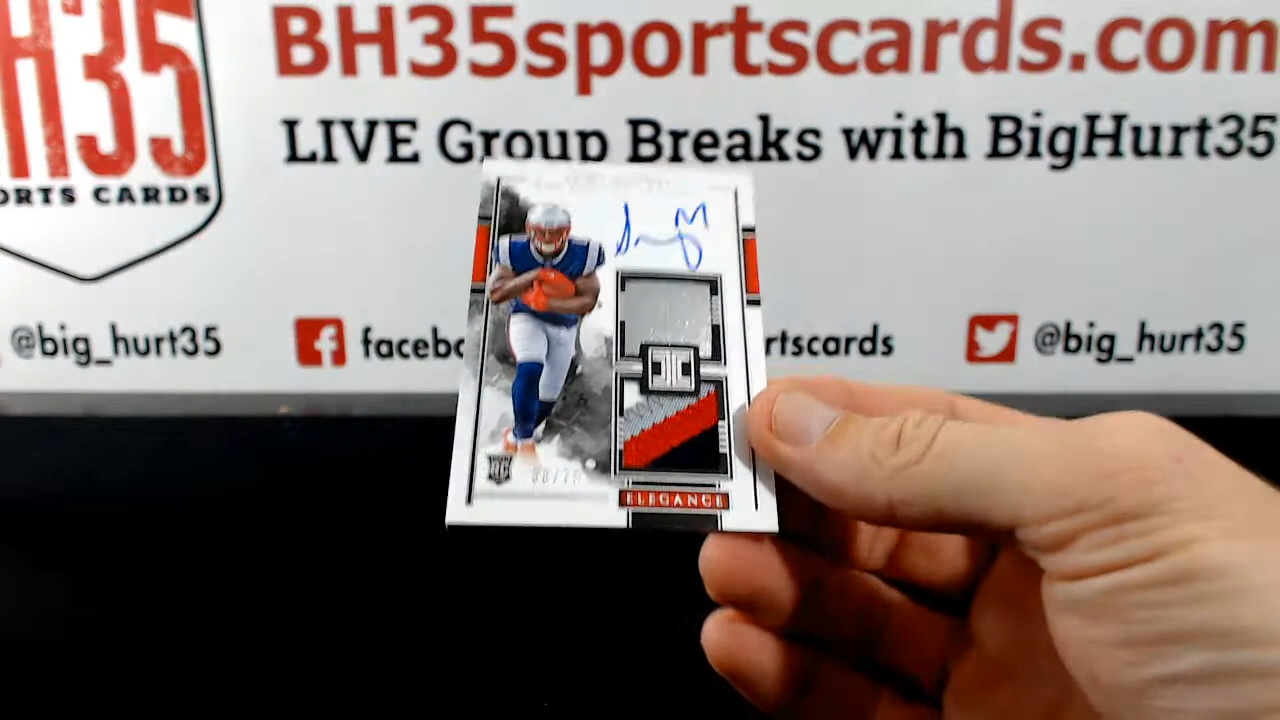 H35
ORTS CARDS
BH35sportscards.com
LIVE Group Breaks with BigHurt35
@big_hurt35
f facebo
rtscards
@big_hurt35
RC
ELEGANCE